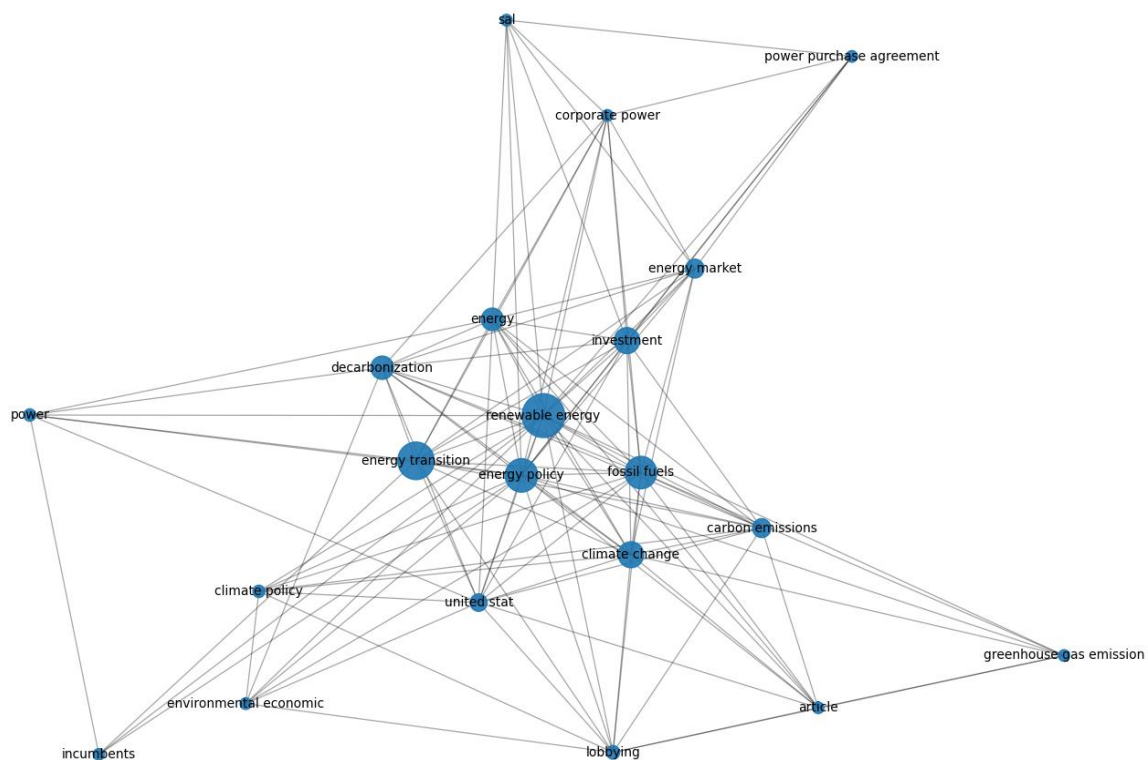 sal
power purchase agreement
corporate power
energy market
energy
investment
decarbonization
power
renewable energy
energy transition
energy policy
fossil fuels
carbon emissions
climate change
climate policy
united stat
greenhouse gas emission
environmental economic
article
incumbents
lobbying